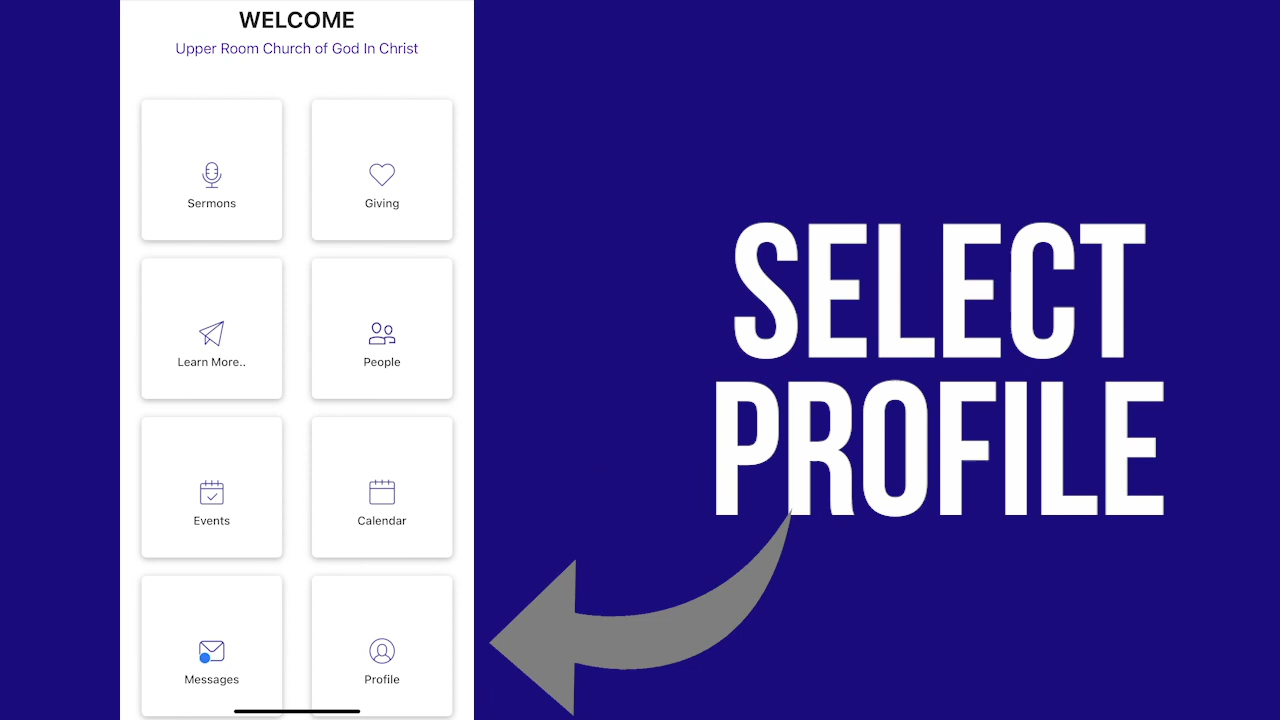 WELCOME
Upper Room Church of God In Christ
Sermons
Giving
Learn More..
People
Events
Calendar
Messages
Profile
SELECT
PROFILE